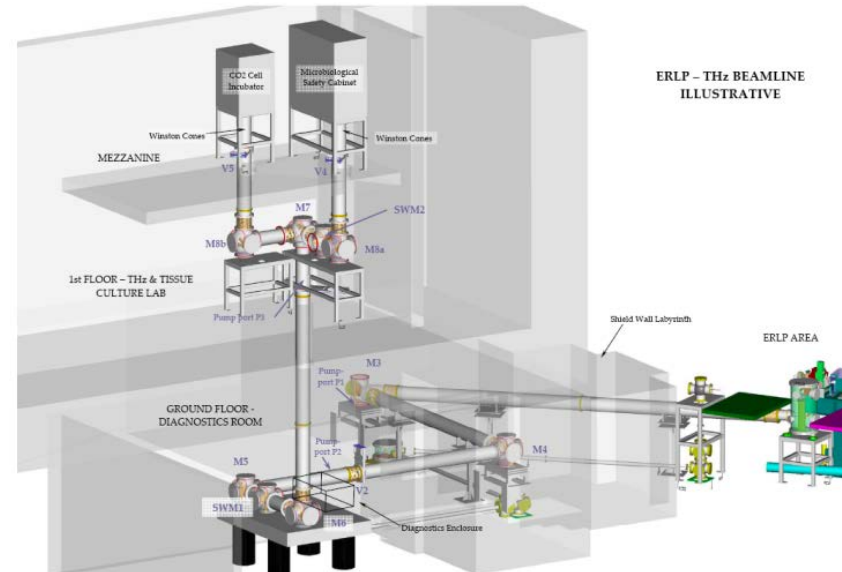 CO2 Cell
Incubator
Microbiological
Safety Cabinet
ERLP – THz BEAMLINE
ILLUSTRATIVE
Winston Cones
Winston Cones
MEZZANINE
V5
V4
M7
SWM2
M8b
M8a
1st FLOOR – THz & TISSUE
CULTURE LAB
Pump port P3
Shield Wall Labyrinth
ERLP AREA
M3
Pump-
port P1
GROUND FLOOR -
DIAGNOSTICS ROOM
Pump-
port P2
M4
M5
V2
SWM1
M6
Diagnostics Enclosure